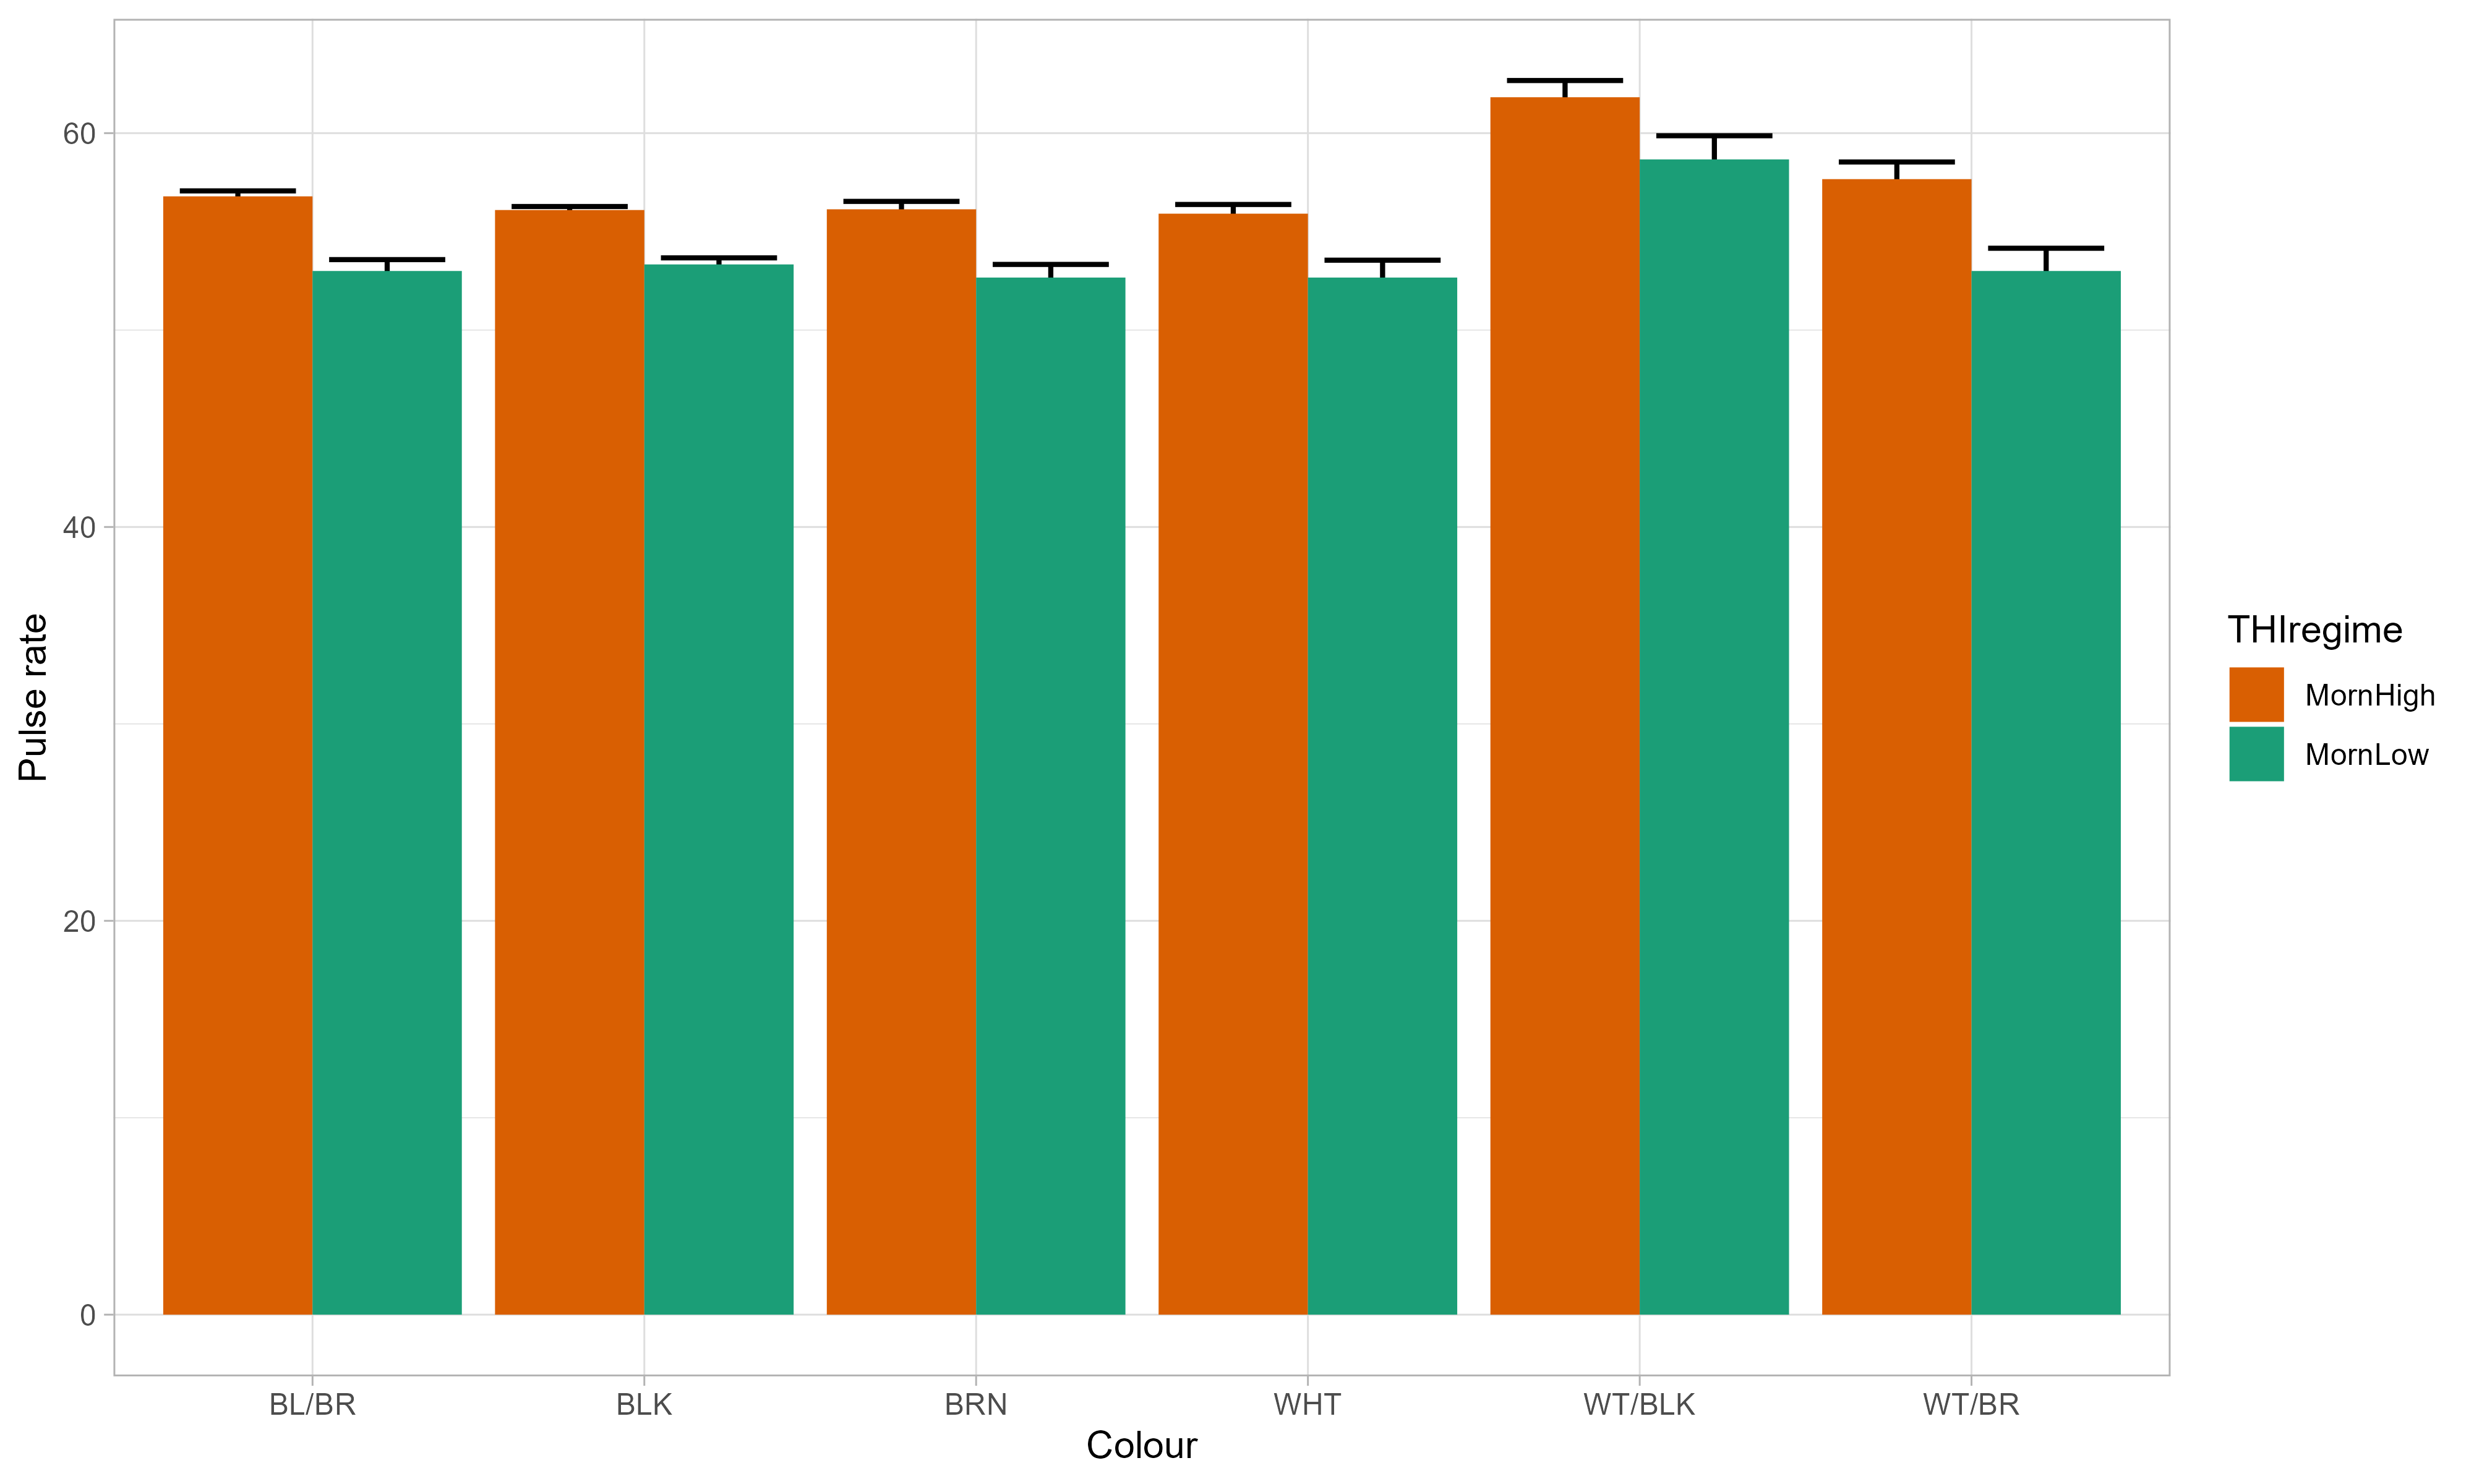 60
40
20
0
Pulse rate
BL/BR
BLK
BRN
WHT
WT/BLK
WT/BR
Colour
THIregime
MornHigh
MornLow